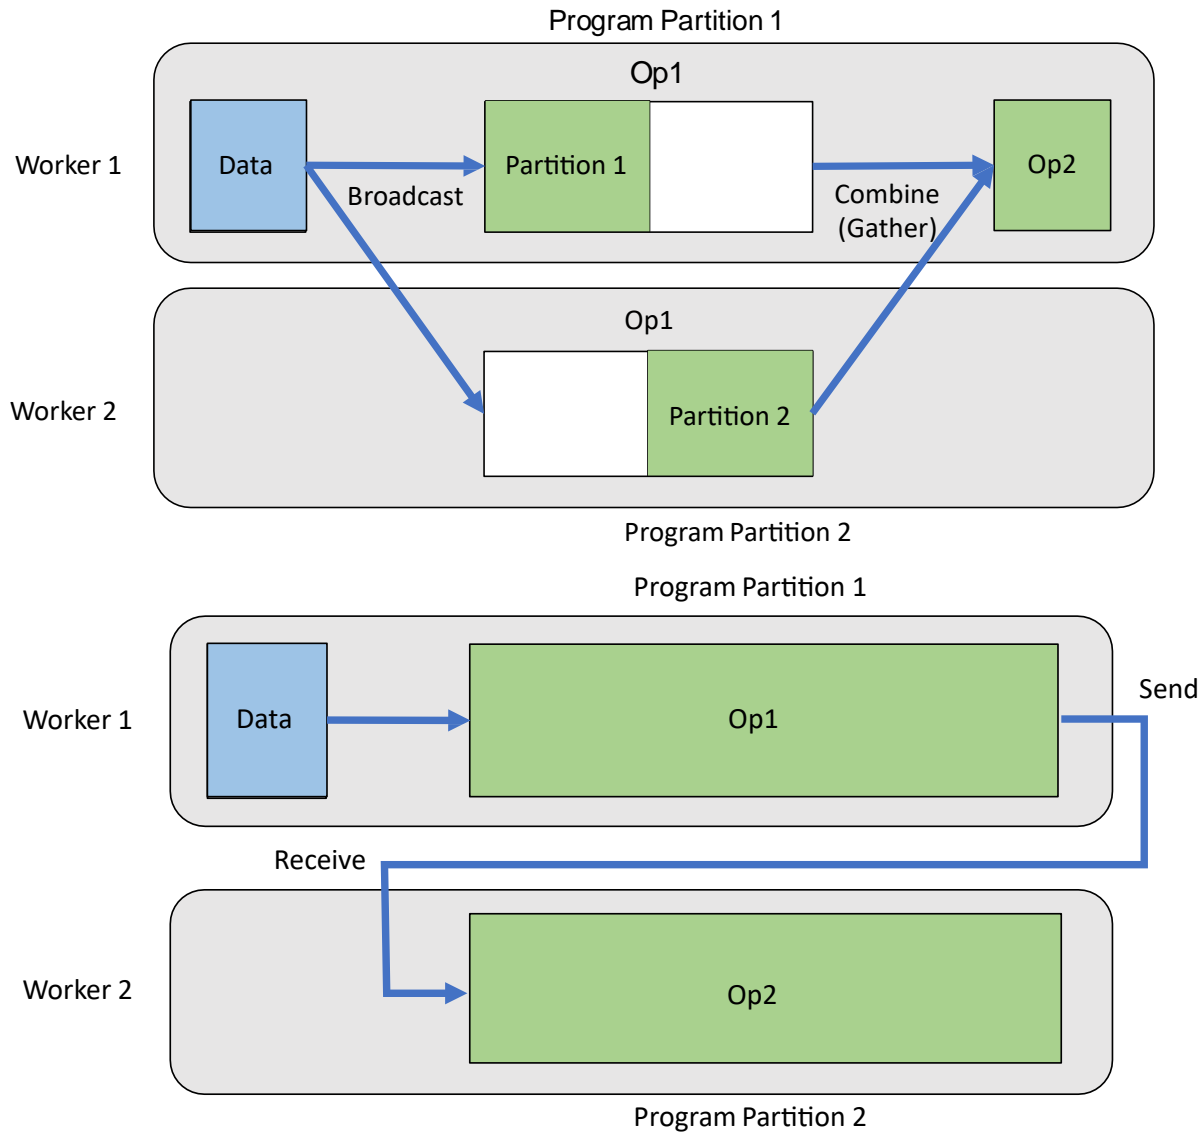 Program Partition 1
Op1
Worker 1
Data
Broadcast
Partition 1
Combine
(Gather)
Op2
Op1
Worker 2
Partition 2
Program Partition 2
Program Partition 1
Worker 1
Data
Op1
Send
Receive
Worker 2
Op2
Program Partition 2